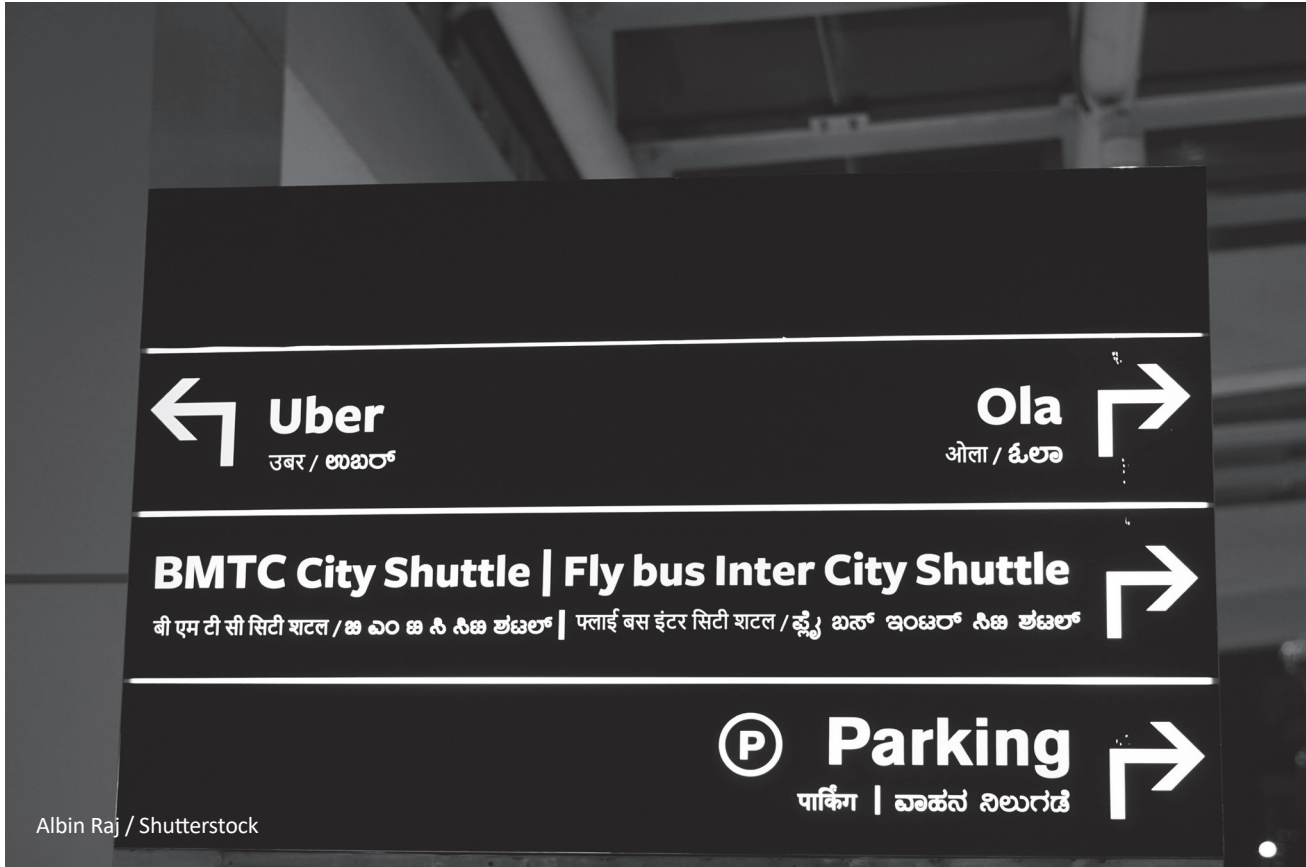 Uber
उबर / ಉಬರ್
Ola
ओला / ಓಲಾ
BMTC City Shuttle | Fly bus Inter City Shuttle
बी एम टी सी सिटी शटल / ಬಿ ಎಂ ಟಿ ಸಿ ಸಿಟಿ ಶಟಲ್ | फ्लाई बस इंटर सिटी शटल / ಫ್ಲೈ ಬಸ್ ಇಂಟರ್ ಸಿಟಿ ಶಟಲ್
P Parking
पार्किंग | ವಾಹನ ನಿಲುಗಡೆ
Albin Raj / Shutterstock